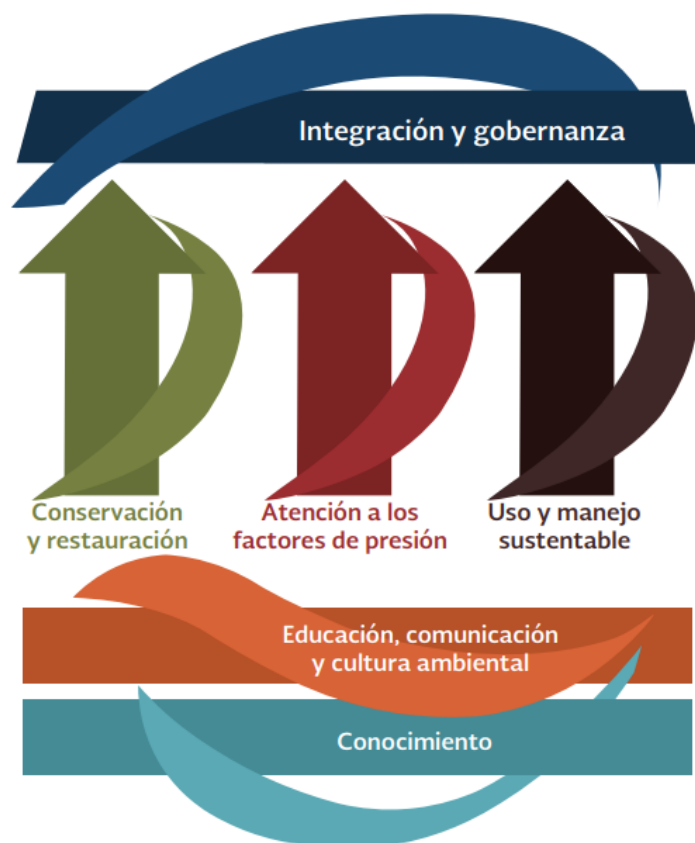 Integración y gobernanza
Conservación
y restauración
Atención a los
factores de presión
Uso y manejo
sustentable
Educación, comunicación
y cultura ambiental
Conocimiento